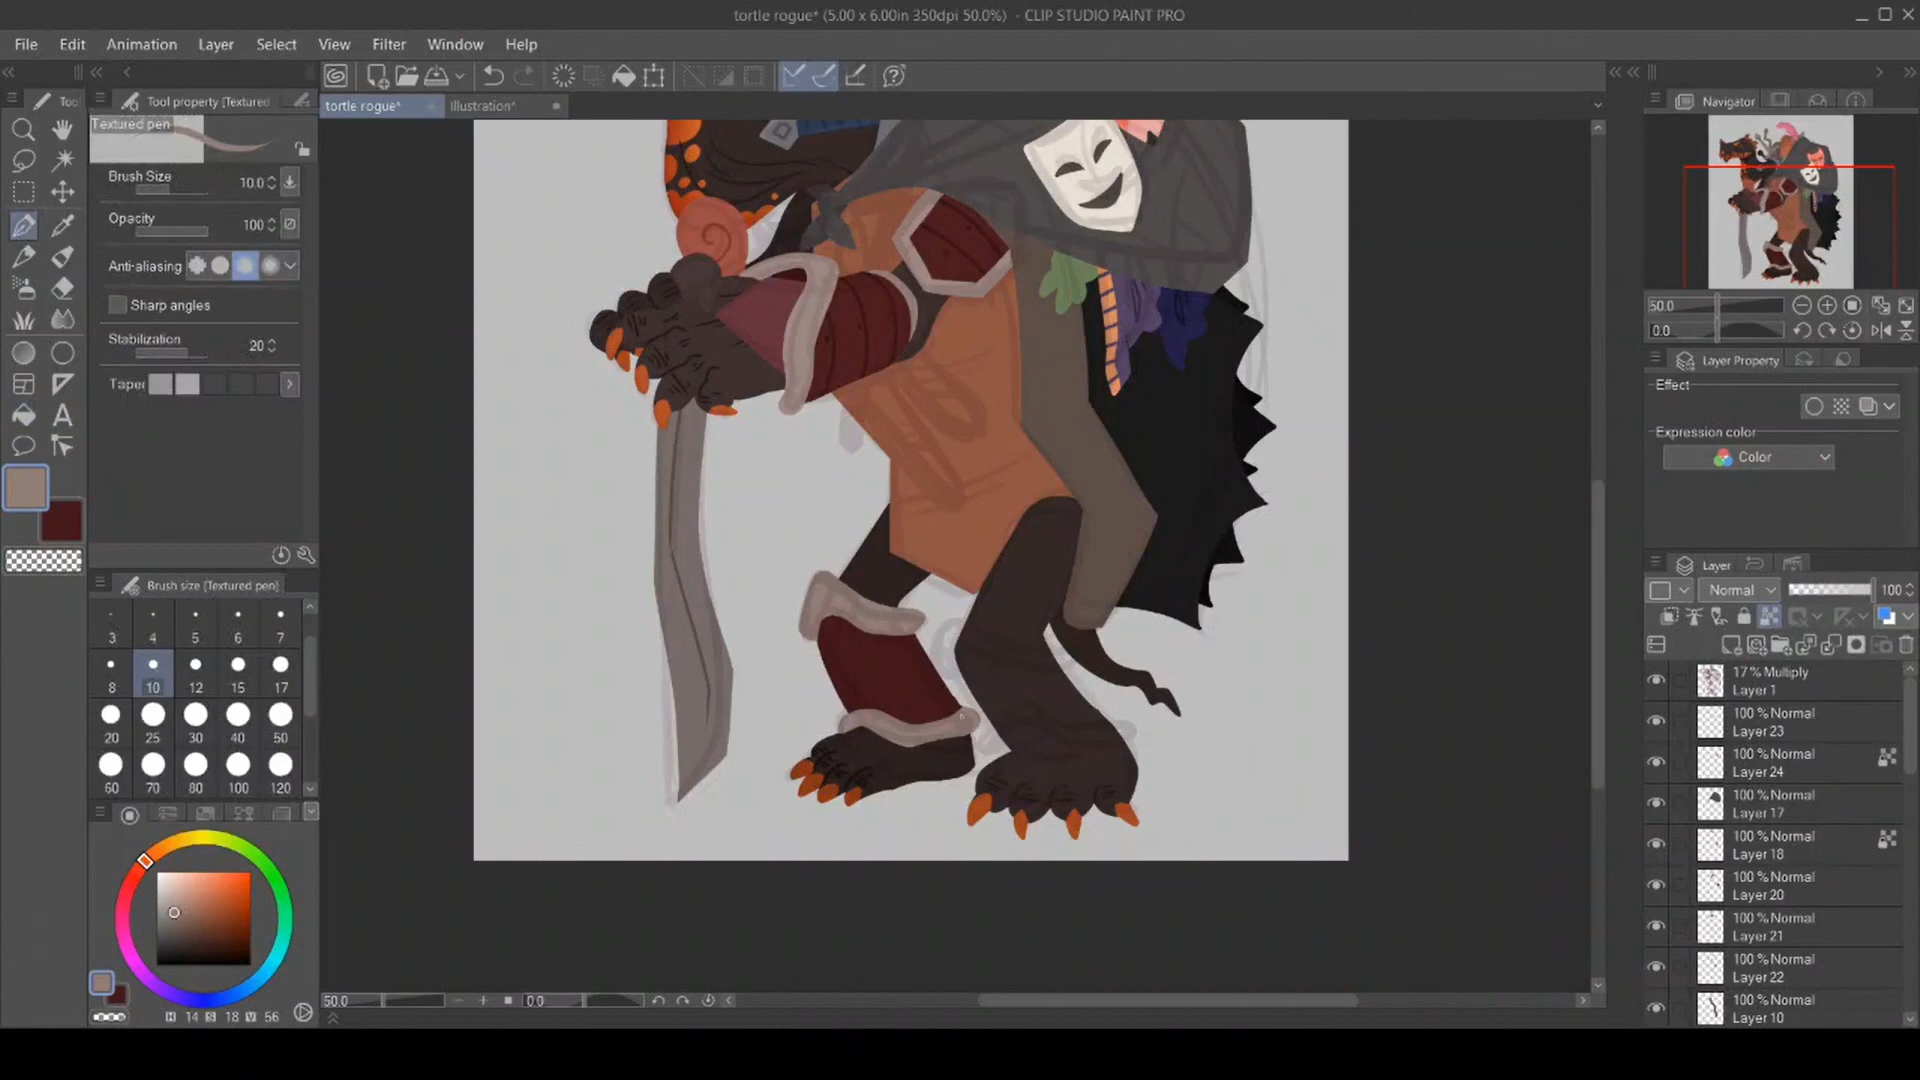 tortle rogue* (5.00 x 6.00in 350dpi 50.0%)  - CLIP STUDIO PAINT PRO
File Edit Animation Layer Select View Filter Window Help
Tool property [Textured
tortle rogue* Illustration*
Navigator
Textured pen
Brush Size 10.0
Opacity 100
Anti-aliasing
Sharp angles
Stabilization 20
Taper
50.0
0.0
Layer Property
Effect
Expression color
Color
Brush size [Textured pen]
3 4 5 6 7
8 10 12 15 17
20 25 30 40 50
60 70 80 100 120
H 14 S 18 V 56
50.0 0.0
Layer
Normal 100
17 % Multiply
Layer 1
100 % Normal
Layer 23
100 % Normal
Layer 24
100 % Normal
Layer 17
100 % Normal
Layer 18
100 % Normal
Layer 20
100 % Normal
Layer 21
100 % Normal
Layer 22
100 % Normal
Layer 10